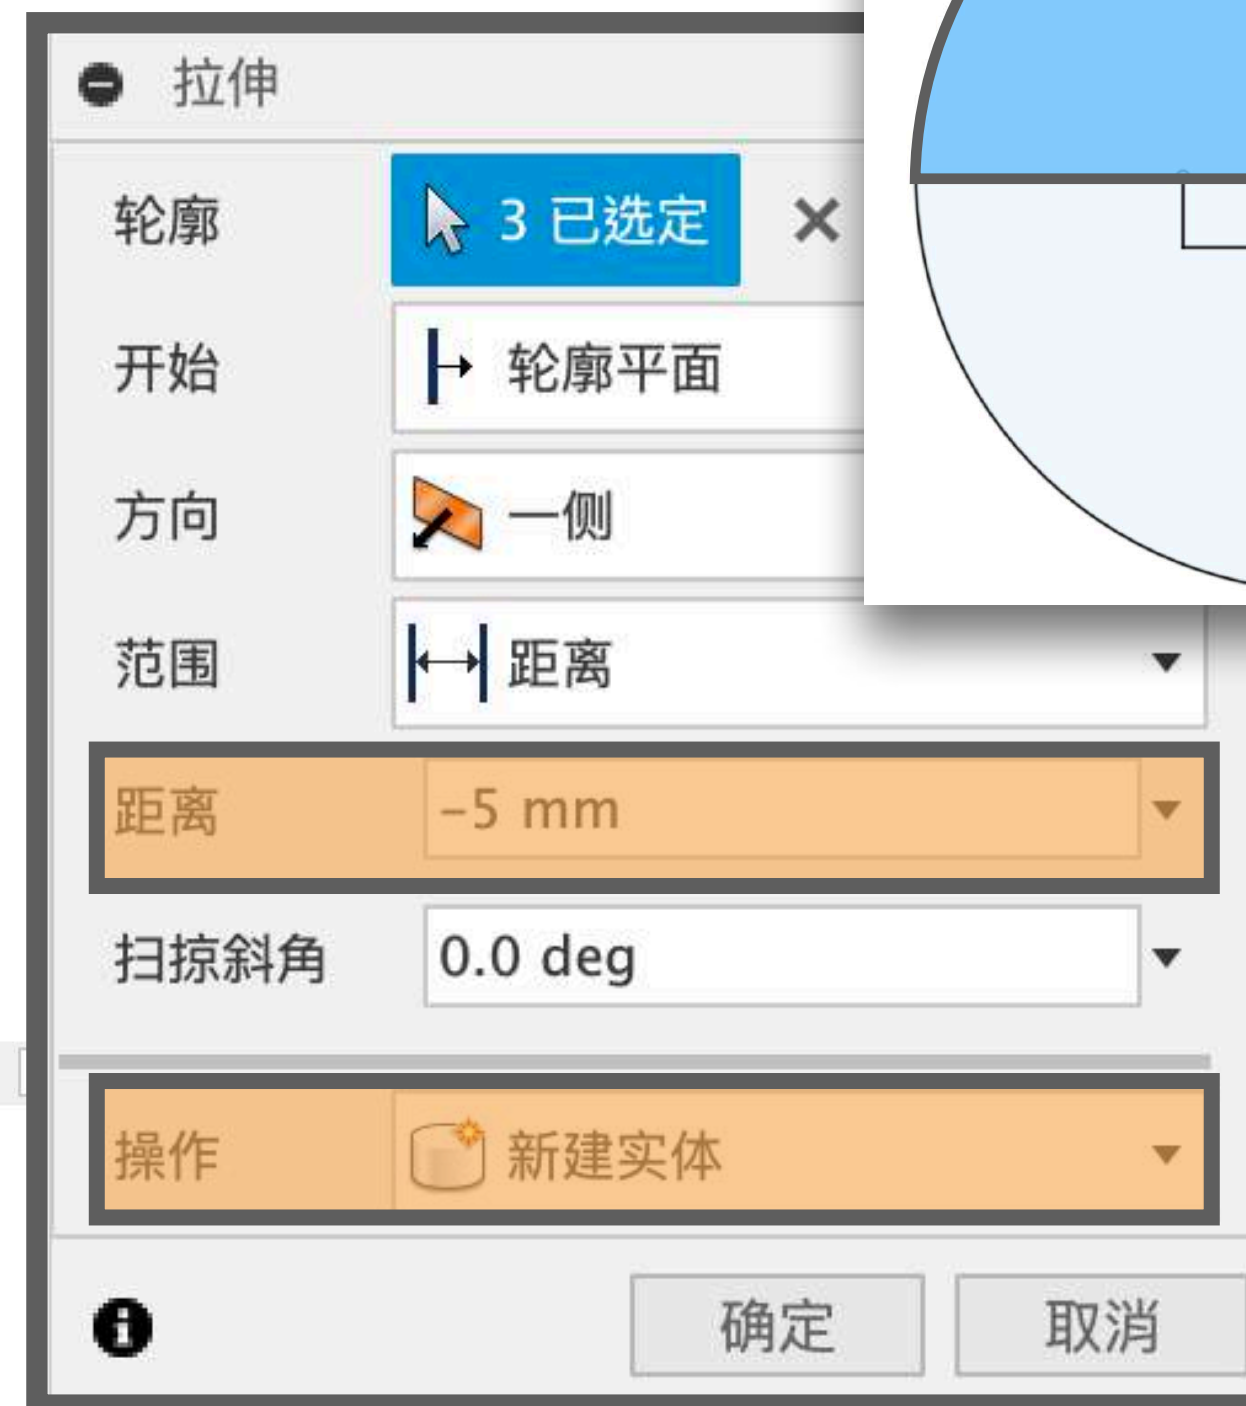 拉伸
轮廓 3 已选定
开始 轮廓平面
方向 一侧
范围 距离
距离 -5 mm
扫掠斜角 0.0 deg
操作 新建实体
确定 取消